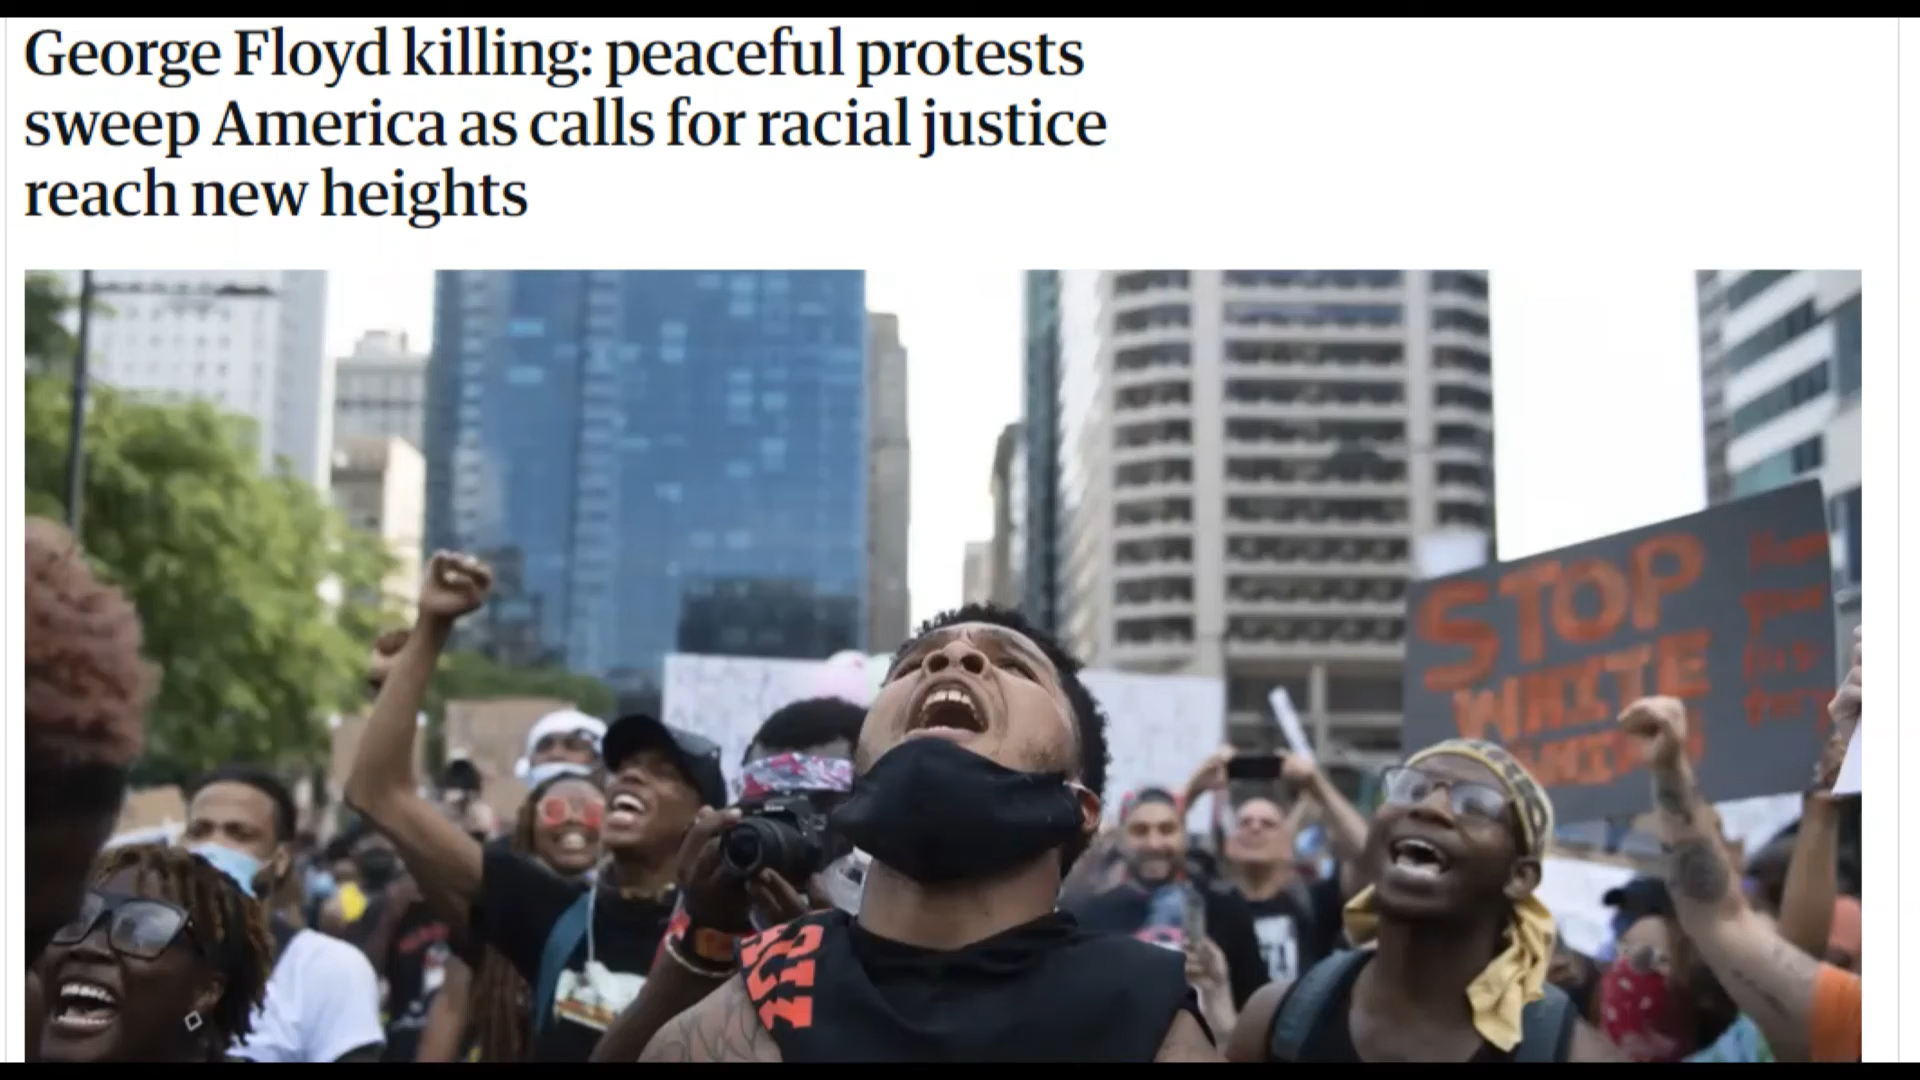 George Floyd killing: peaceful protests
sweep America as calls for racial justice
reach new heights
STOP
WHITE